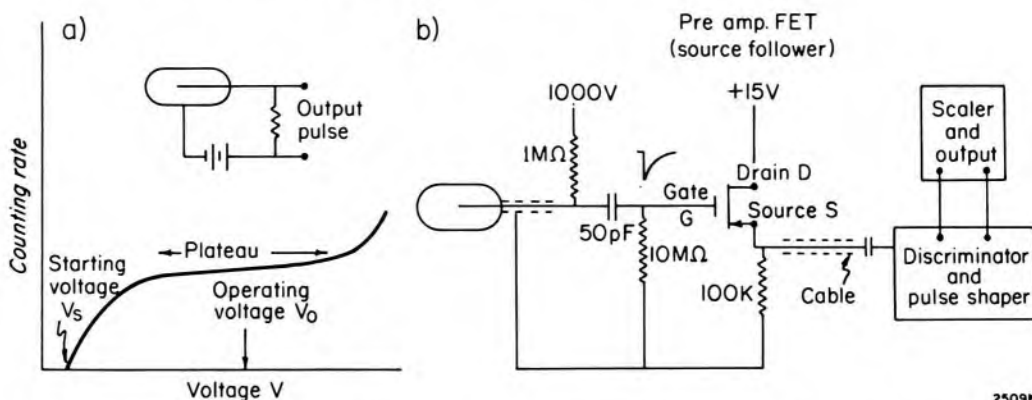 a)
Output
pulse
Counting rate
Plateau
Starting
voltage
Vs
Operating
voltage Vo
Voltage V
b)
Pre amp. FET
(source follower)
1000V
+15V
1MΩ
Drain D
Gate
G
Source S
50pF
10MΩ
100K
Cable
Scaler
and
output
Discriminator
and
pulse shaper